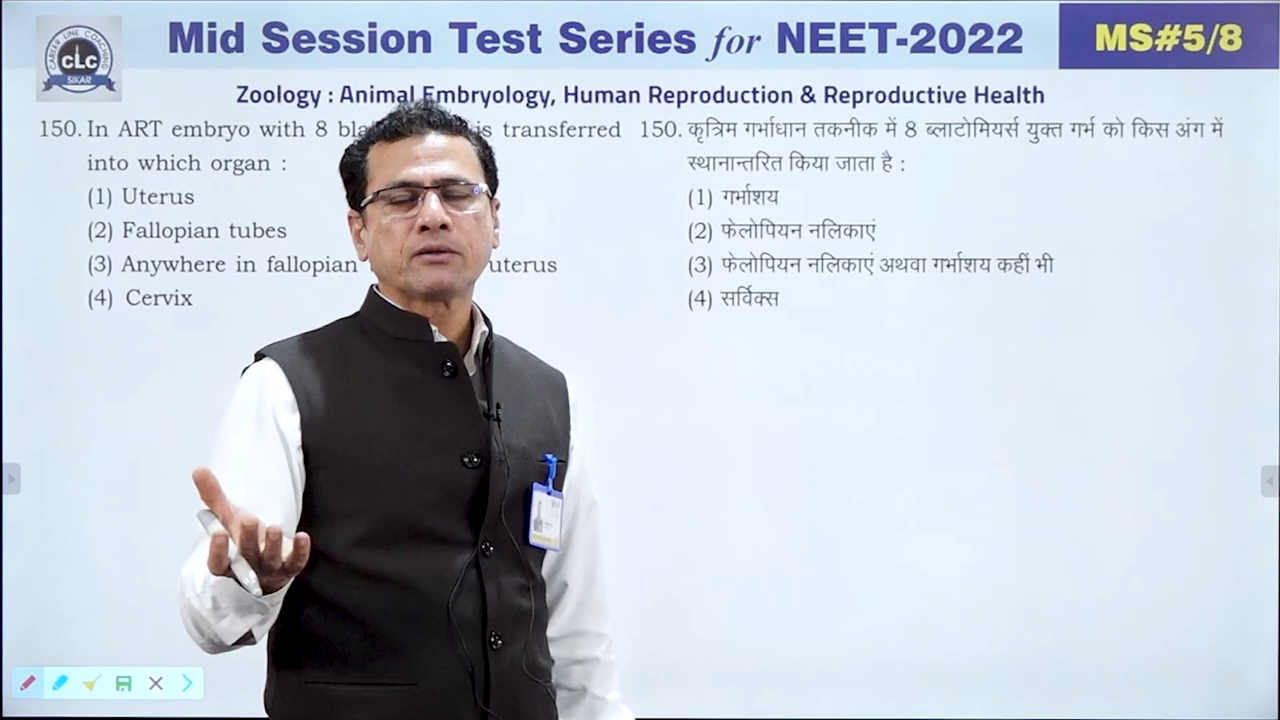 Mid Session Test Series for NEET-2022
MS#5/8
CAREER LINE COACHING
CLC
SIKAR
Zoology : Animal Embryology, Human Reproduction & Reproductive Health
150. In ART embryo with 8 is transferred
into which organ :
(1) Uterus
(2) Fallopian tubes
(3) Anywhere in fallopian uterus
(4) Cervix
150. कृत्रिम गर्भाधान तकनीक में 8 ब्लाटोमियर्स युक्त गर्भ को किस अंग में
स्थानान्तरित किया जाता है :
(1) गर्भाशय
(2) फेलोपियन नलिकाएं
(3) फेलोपियन नलिकाएं अथवा गर्भाशय कहीं भी
(4) सर्विक्स